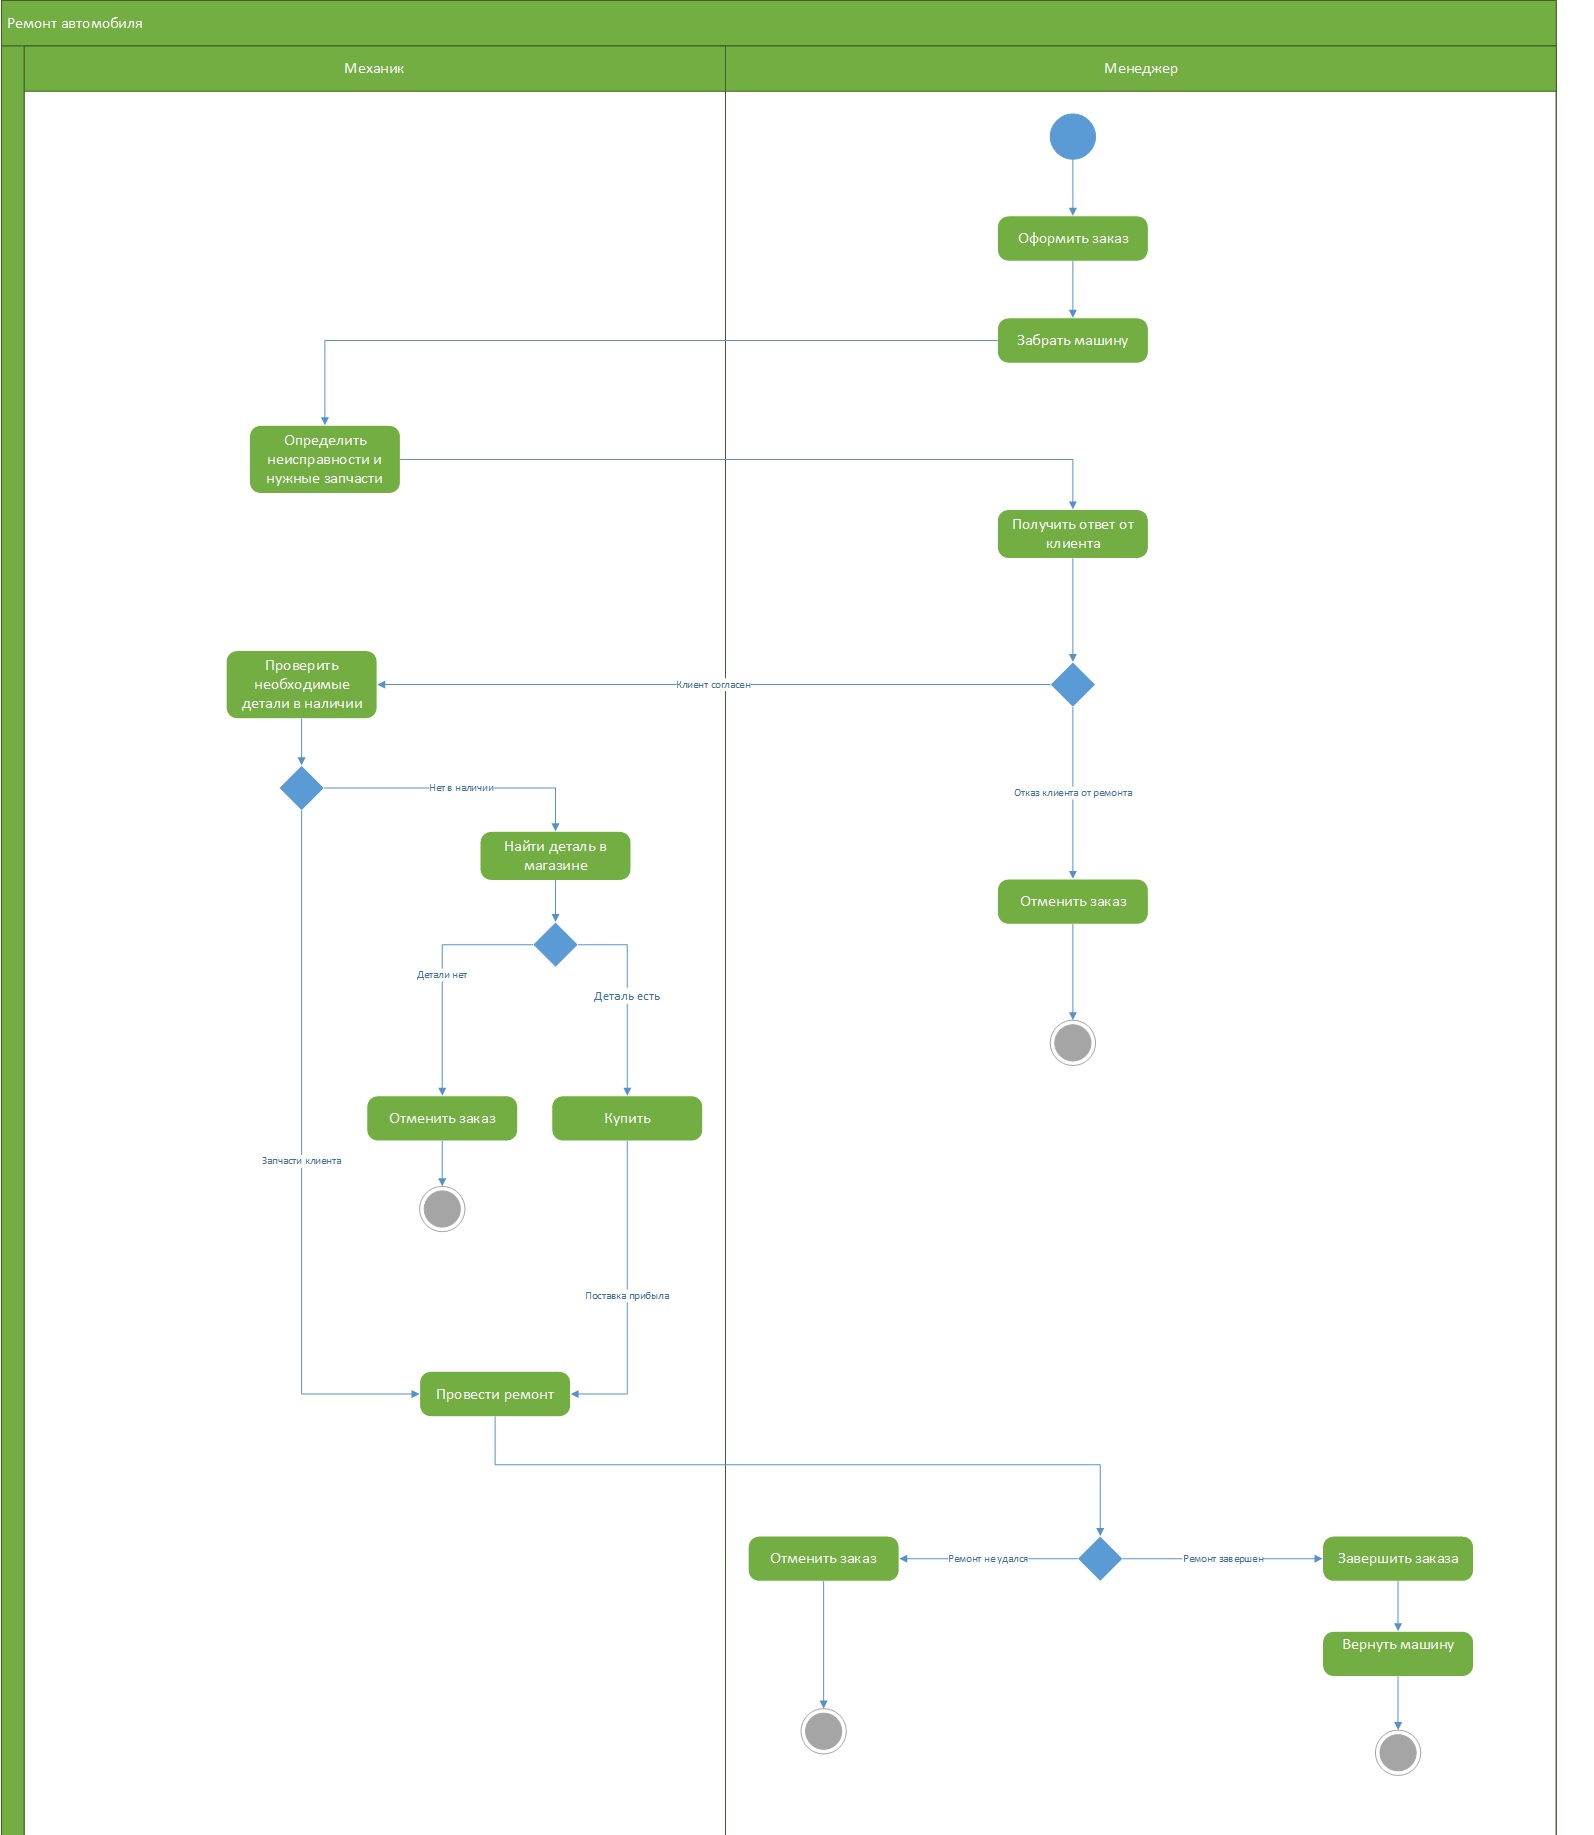 Ремонт автомобиля
Механик
Менеджер
Оформить заказ
Забрать машину
Определить
неисправности и
нужные запчасти
Получить ответ от
клиента
Проверить
необходимые
детали в наличии
Клиент согласен
Нет в наличии
Отказ клиента от ремонта
Найти деталь в
магазине
Отменить заказ
Детали нет
Деталь есть
Отменить заказ
Купить
Запчасти клиента
Поставка прибыла
Провести ремонт
Отменить заказ
Ремонт не удался
Ремонт завершен
Завершить заказа
Вернуть машину